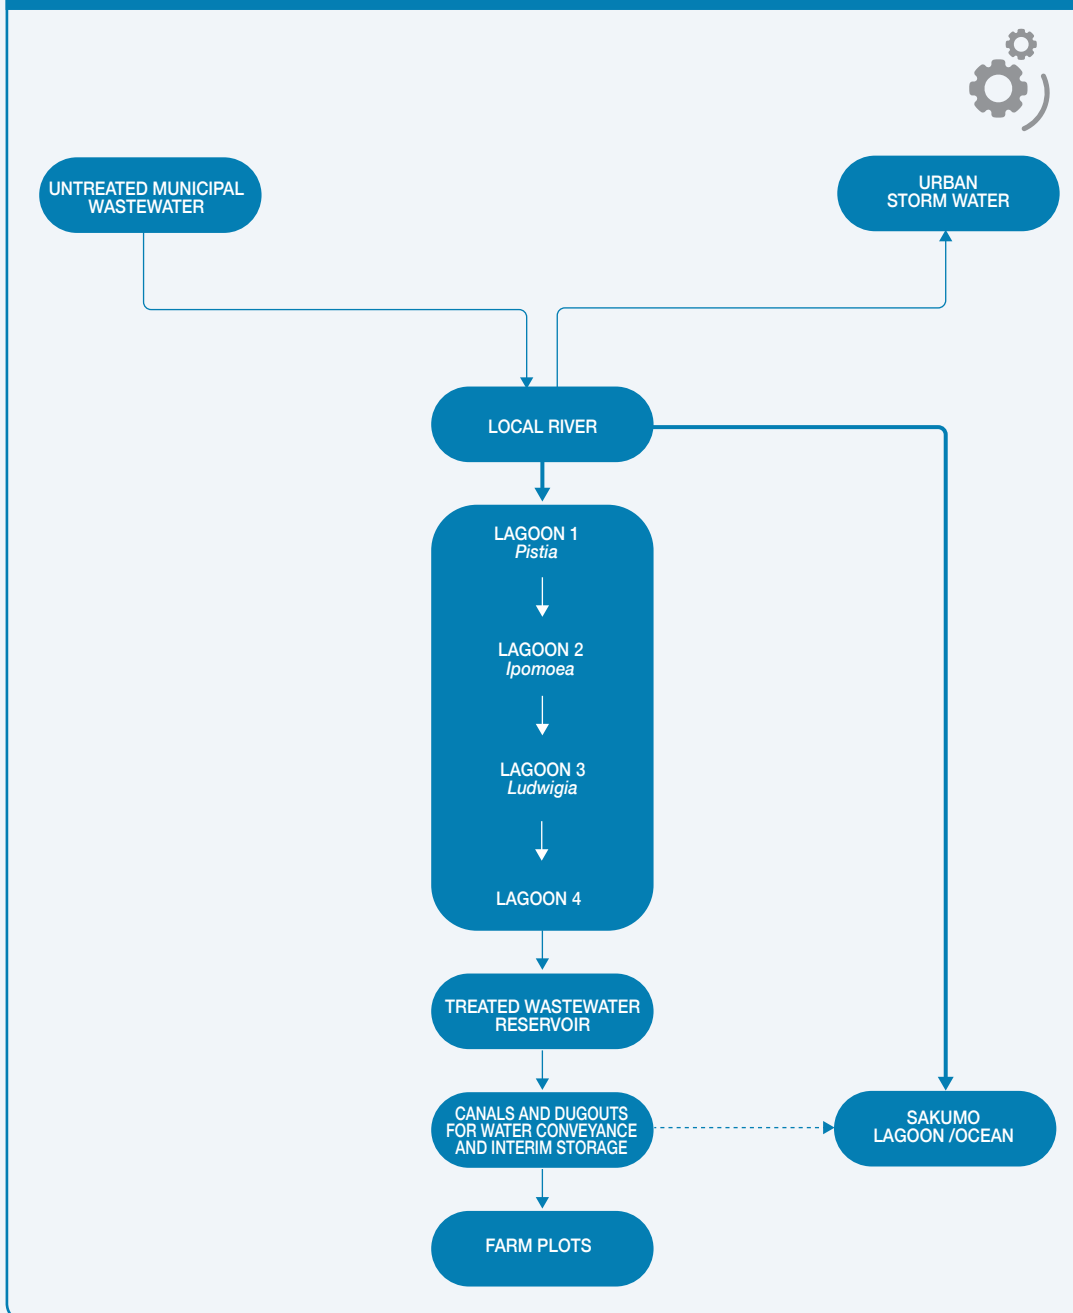 UNTREATED MUNICIPAL
WASTEWATER
URBAN
STORM WATER
LOCAL RIVER
LAGOON 1
Pistia
LAGOON 2
Ipomoea
LAGOON 3
Ludwigia
LAGOON 4
TREATED WASTEWATER
RESERVOIR
CANALS AND DUGOUTS
FOR WATER CONVEYANCE
AND INTERIM STORAGE
SAKUMO
LAGOON /OCEAN
FARM PLOTS